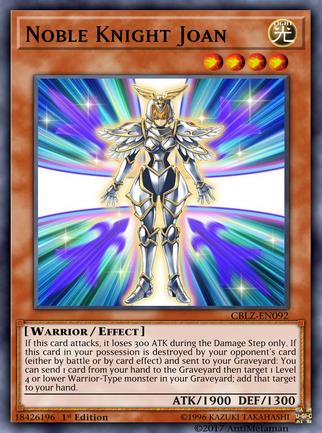 Noble Knight Joan
LIGHT
光
CBLZ-EN092
[Warrior / Effect]
If this card attacks, it loses 300 ATK during the Damage Step only. If
this card in your possession is destroyed by your opponent's card
(either by battle or by card effect) and sent to your Graveyard: You
can send 1 card from your hand to the Graveyard then target 1 Level
4 or lower Warrior-Type monster in your Graveyard; add that target
to your hand.
ATK/1900 DEF/1300
18426196 1st Edition ©1996 KAZUKI TAKAHASHI
©2017 AntiMetaman